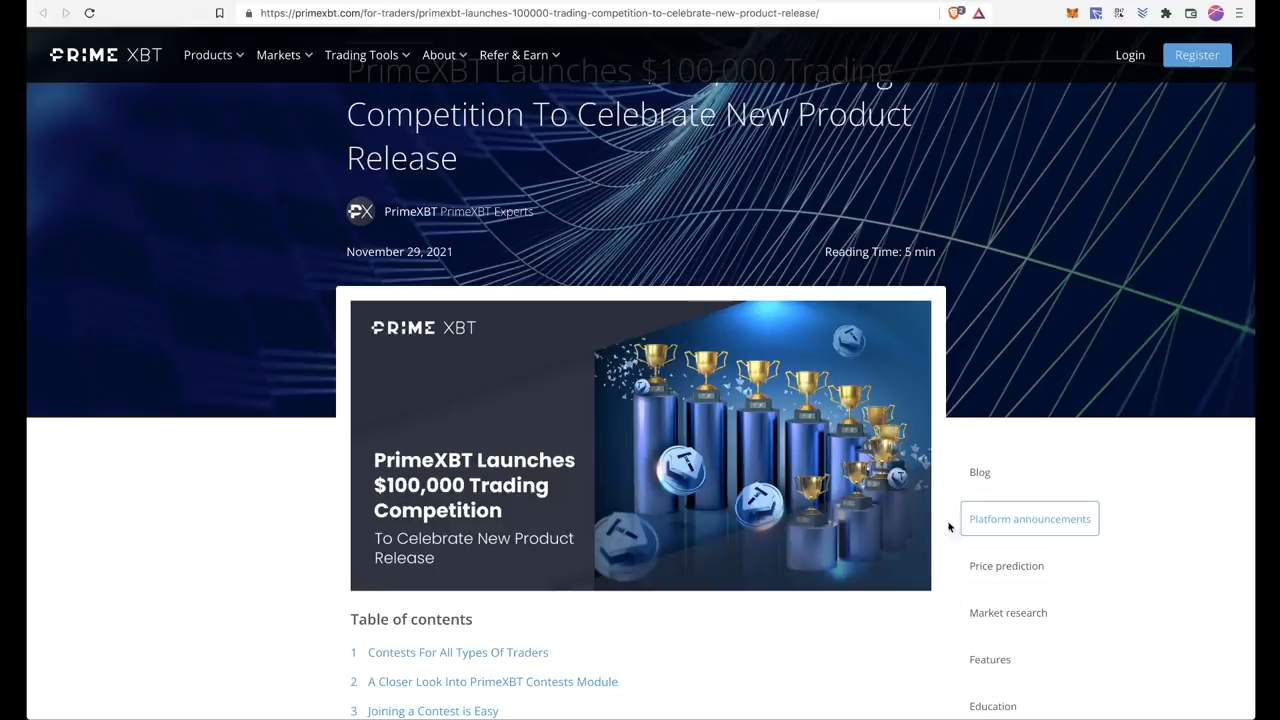 https://primexbt.com/for-traders/primexbt-launches-100000-trading-competition-to-celebrate-new-product-release/
2
PRIME XBT
Products
Markets
Trading Tools
About
Refer & Earn
Login
Register
PrimeXBT Launches $100,000 Trading
Competition To Celebrate New Product
Release
PX
PrimeXBT PrimeXBT Experts
November 29, 2021
Reading Time: 5 min
PRIME XBT
PrimeXBT Launches
$100,000 Trading
Competition
To Celebrate New Product
Release
Blog
Platform announcements
Price prediction
Market research
Features
Education
Table of contents
1 Contests For All Types Of Traders
2 A Closer Look Into PrimeXBT Contests Module
3 Joining a Contest is Easy